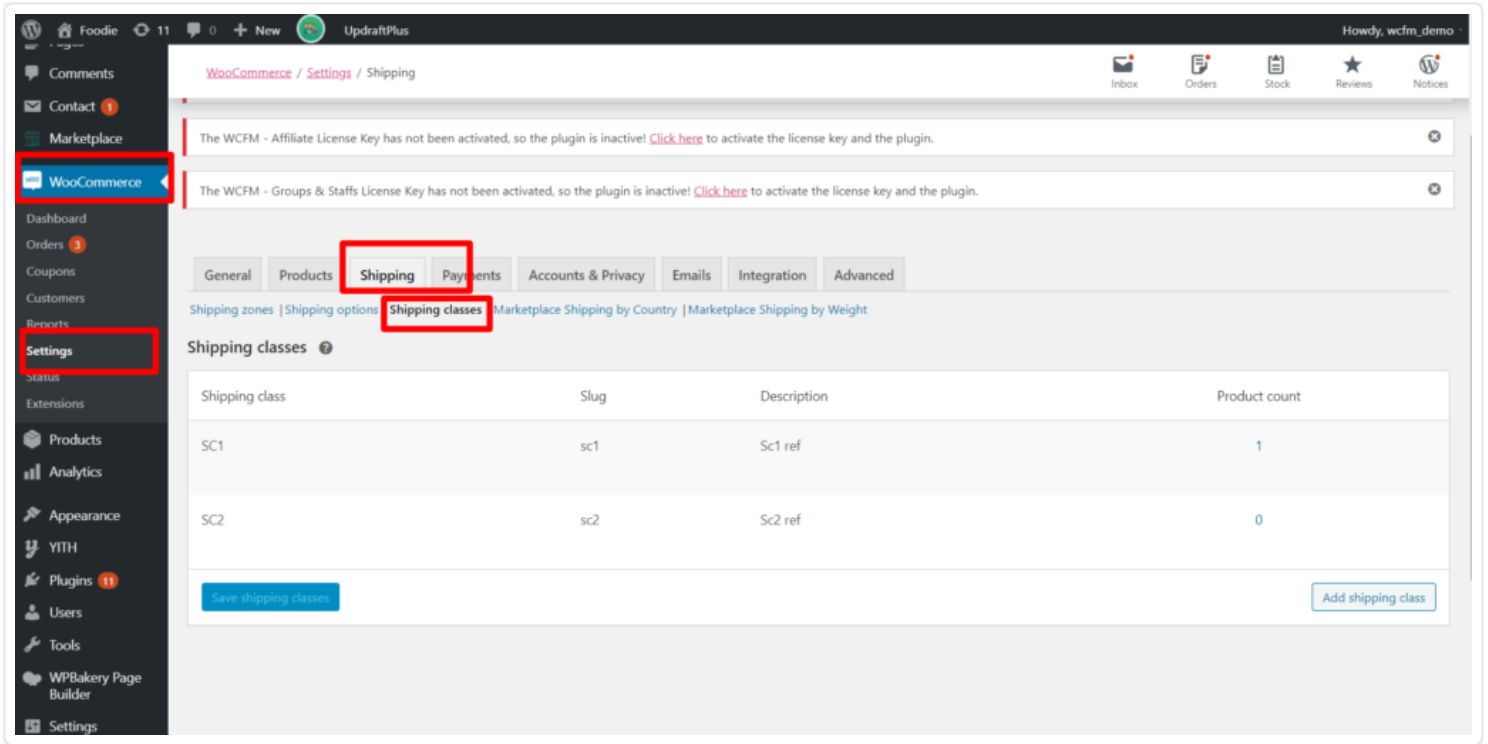 Foodie 11 0 + New UpdraftPlus Howdy, wcfm_demo
Pages
Comments
Contact 1
Marketplace
WooCommerce
Dashboard
Orders 3
Coupons
Customers
Reports
Settings
Status
Extensions
Products
Analytics
Appearance
YITH
Plugins 11
Users
Tools
WPBakery Page
Builder
Settings
WooCommerce / Settings / Shipping
Inbox Orders Stock Reviews Notices
The WCFM - Affiliate License Key has not been activated, so the plugin is inactive! Click here to activate the license key and the plugin.
The WCFM - Groups & Staffs License Key has not been activated, so the plugin is inactive! Click here to activate the license key and the plugin.
General Products Shipping Payments Accounts & Privacy Emails Integration Advanced
Shipping zones | Shipping options Shipping classes Marketplace Shipping by Country | Marketplace Shipping by Weight
Shipping classes
Shipping class Slug Description Product count
SC1 sc1 Sc1 ref 1
SC2 sc2 Sc2 ref 0
Save shipping classes Add shipping class